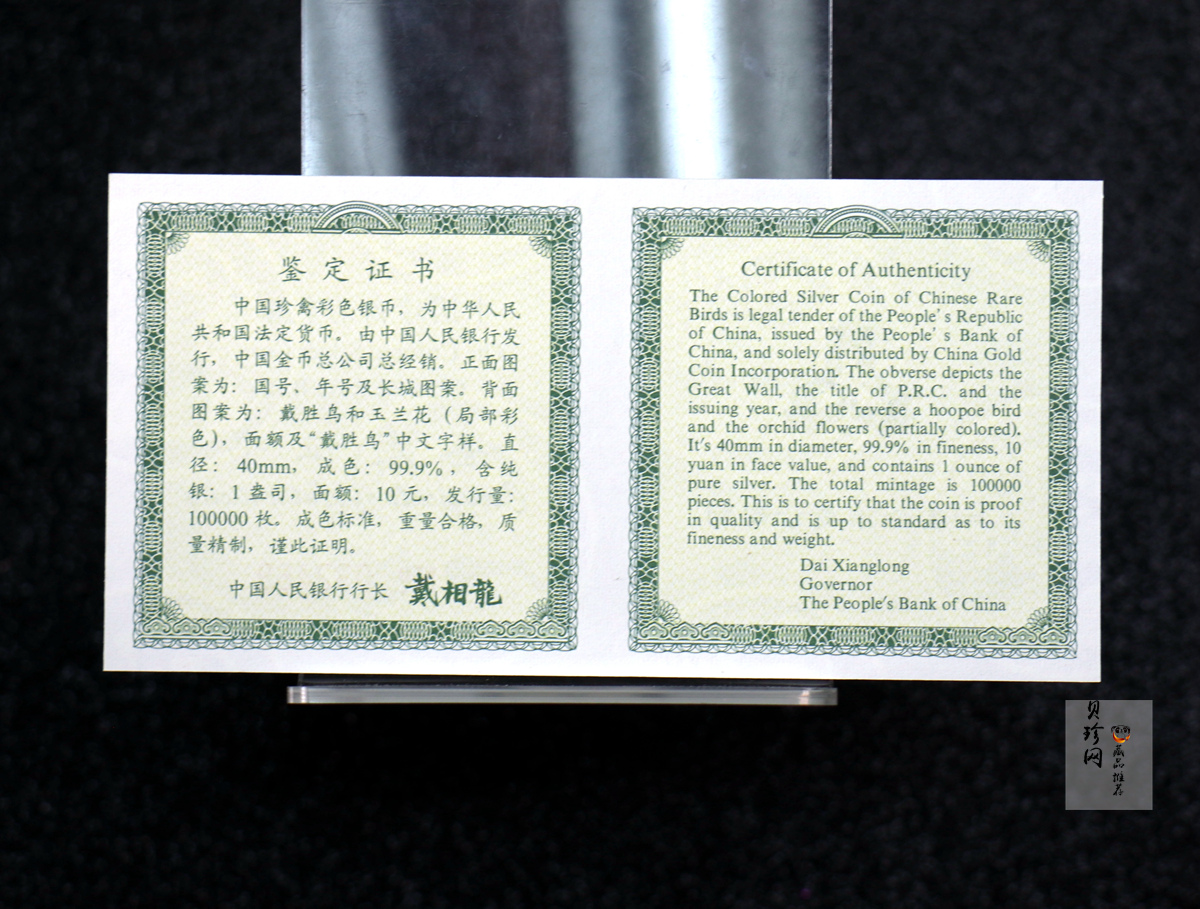 鉴定证书
中国珍禽彩色银币，为中华人民
共和国法定货币。由中国人民银行发
行，中国金币总公司总经销。正面图
案为：国号、年号及长城图案。背面
图案为：戴胜鸟和玉兰花（局部彩
色），面额及“戴胜鸟”中文字样。直
径：40mm，成色：99.9%，含纯
银：1盎司，面额：10元，发行量：
100000枚。成色标准，重量合格，质
量精制，谨此证明。
中国人民银行行长 戴相龍
Certificate of Authenticity
The Colored Silver Coin of Chinese Rare
Birds is legal tender of the People's Republic
of China, issued by the People's Bank of
China, and solely distributed by China Gold
Coin Incorporation. The obverse depicts the
Great Wall, the title of P.R.C. and the
issuing year, and the reverse a hoopoe bird
and the orchid flowers (partially colored).
It's 40mm in diameter, 99.9% in fineness, 10
yuan in face value, and contains 1 ounce of
pure silver. The total mintage is 100000
pieces. This is to certify that the coin is proof
in quality and is up to standard as to its
fineness and weight.
Dai Xianglong
Governor
The People's Bank of China
贝珍网
藏品推荐